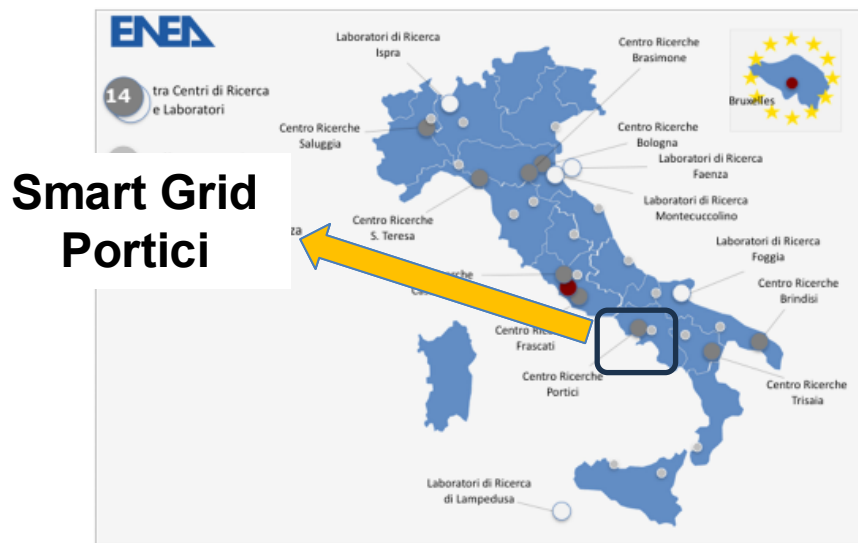 ENEA
14
tra Centri di Ricerca
e Laboratori
Laboratori di Ricerca
Ispra
Centro Ricerche
Brasimone
Bruxelles
Centro Ricerche
Saluggia
Centro Ricerche
Bologna
Laboratori di Ricerca
Faenza
Laboratori di Ricerca
Montecuccolino
Smart Grid
Portici
Centro Ricerche
S. Teresa
za
Laboratori di Ricerca
Foggia
Centro Ricerche
Brindisi
Frascati
Centro Ricerche
Portici
Centro Ricerche
Trisaia
Laboratori di Ricerca
di Lampedusa